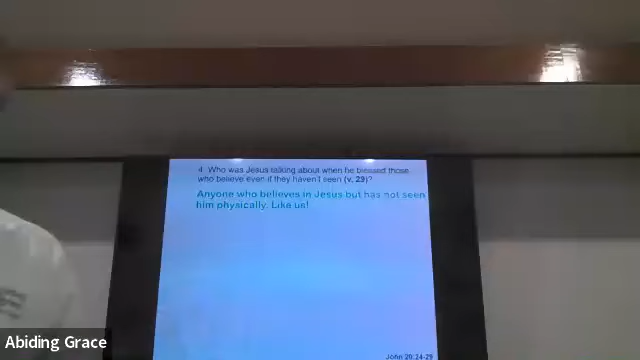 4 Who was Jesus talking about when he blessed those
who believe even if they haven't seen (v. 29)?
Anyone who believes in Jesus but has not seen
him physically. Like us!
John 20:24-29
Abiding Grace